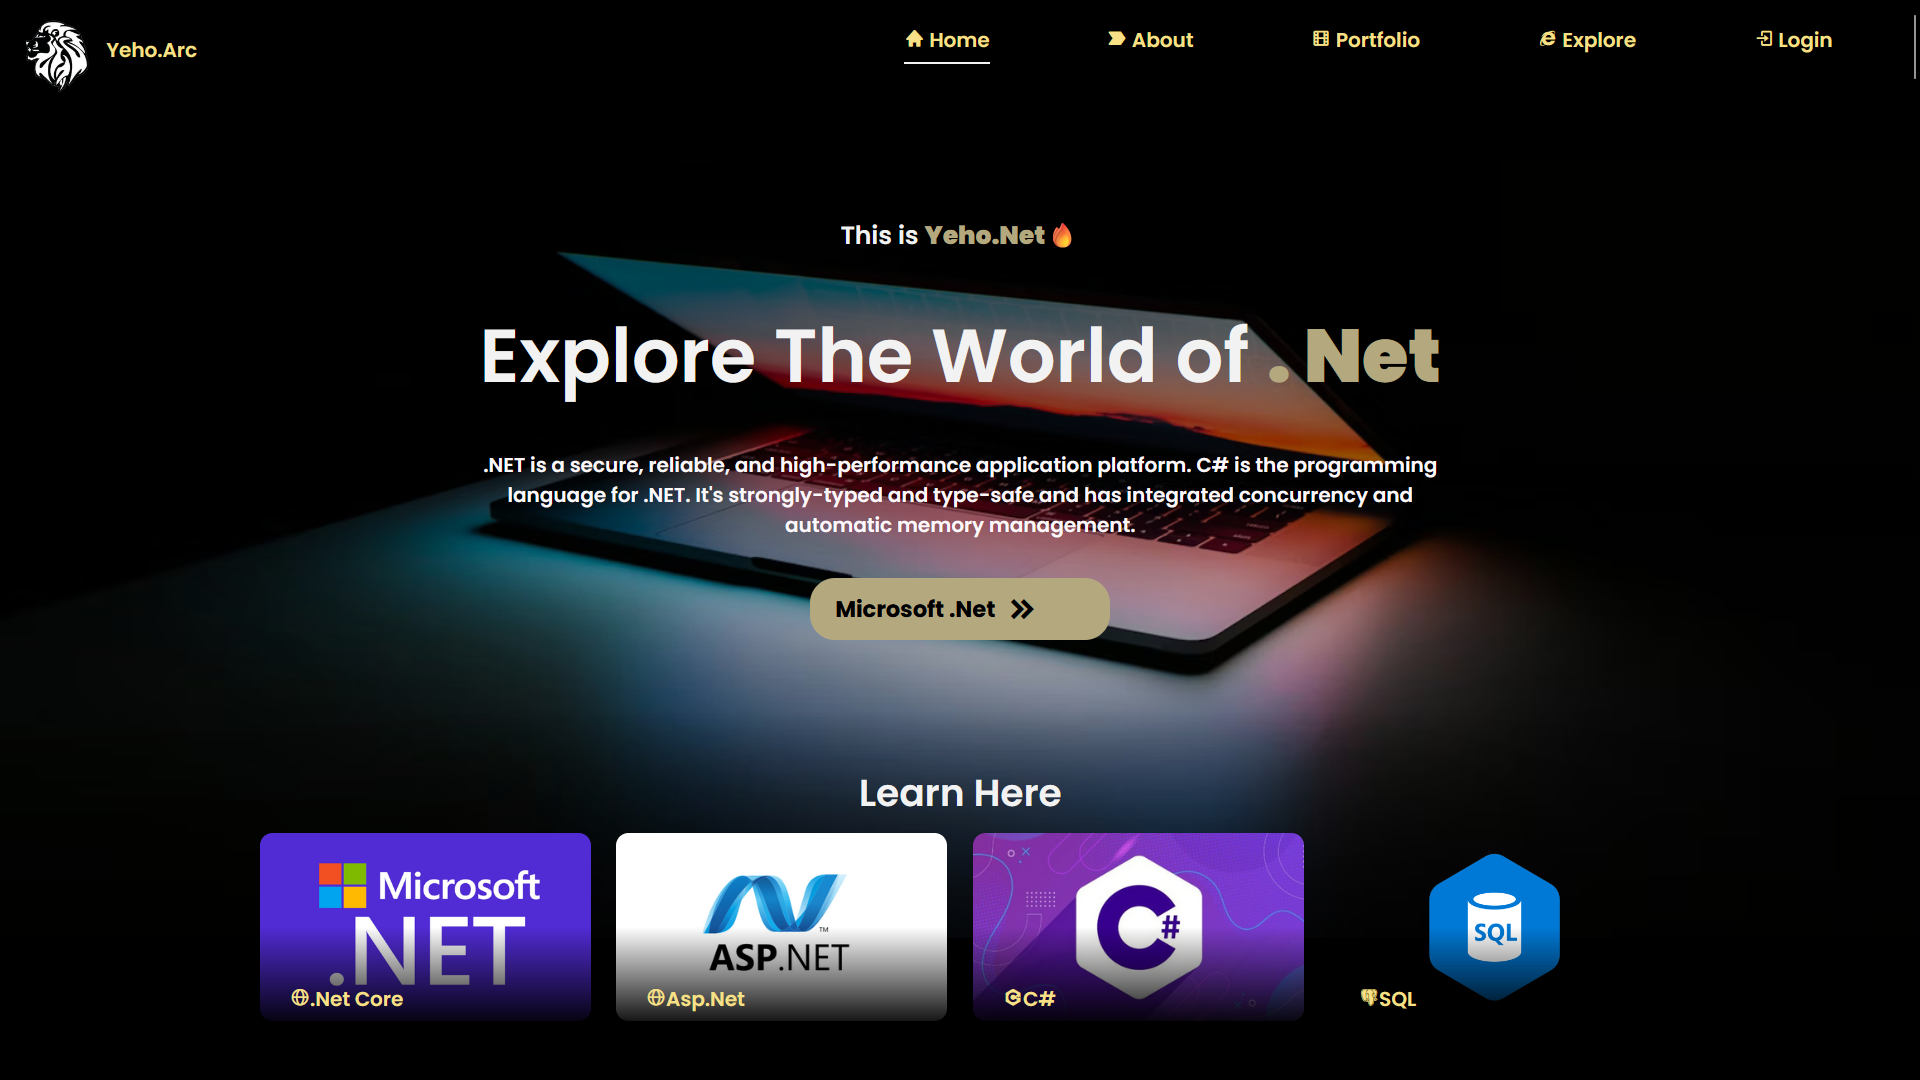 Yeho.Arc
Home
About
Portfolio
Explore
Login
This is Yeho.Net🔥
Explore The World of .Net
.NET is a secure, reliable, and high-performance application platform. C# is the programming
language for .NET. It's strongly-typed and type-safe and has integrated concurrency and
automatic memory management.
Microsoft .Net
Learn Here
Microsoft
.NET
.Net Core
ASP.NET
TM
Asp.Net
C#
C#
SQL
SQL